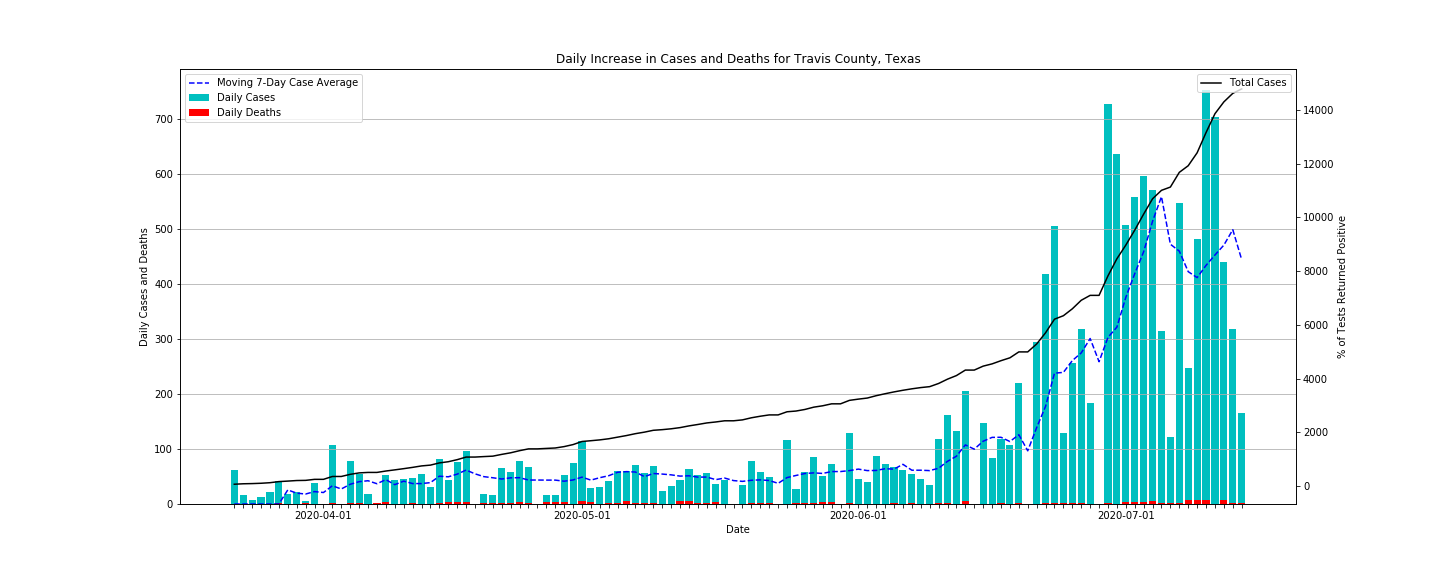 Daily Increase in Cases and Deaths for Travis County, Texas
Moving 7-Day Case Average
Daily Cases
Daily Deaths
Total Cases
Daily Cases and Deaths
700
600
500
400
300
200
100
0
14000
12000
10000
8000
6000
4000
2000
0
% of Tests Returned Positive
2020-04-01
2020-05-01
2020-06-01
2020-07-01
Date